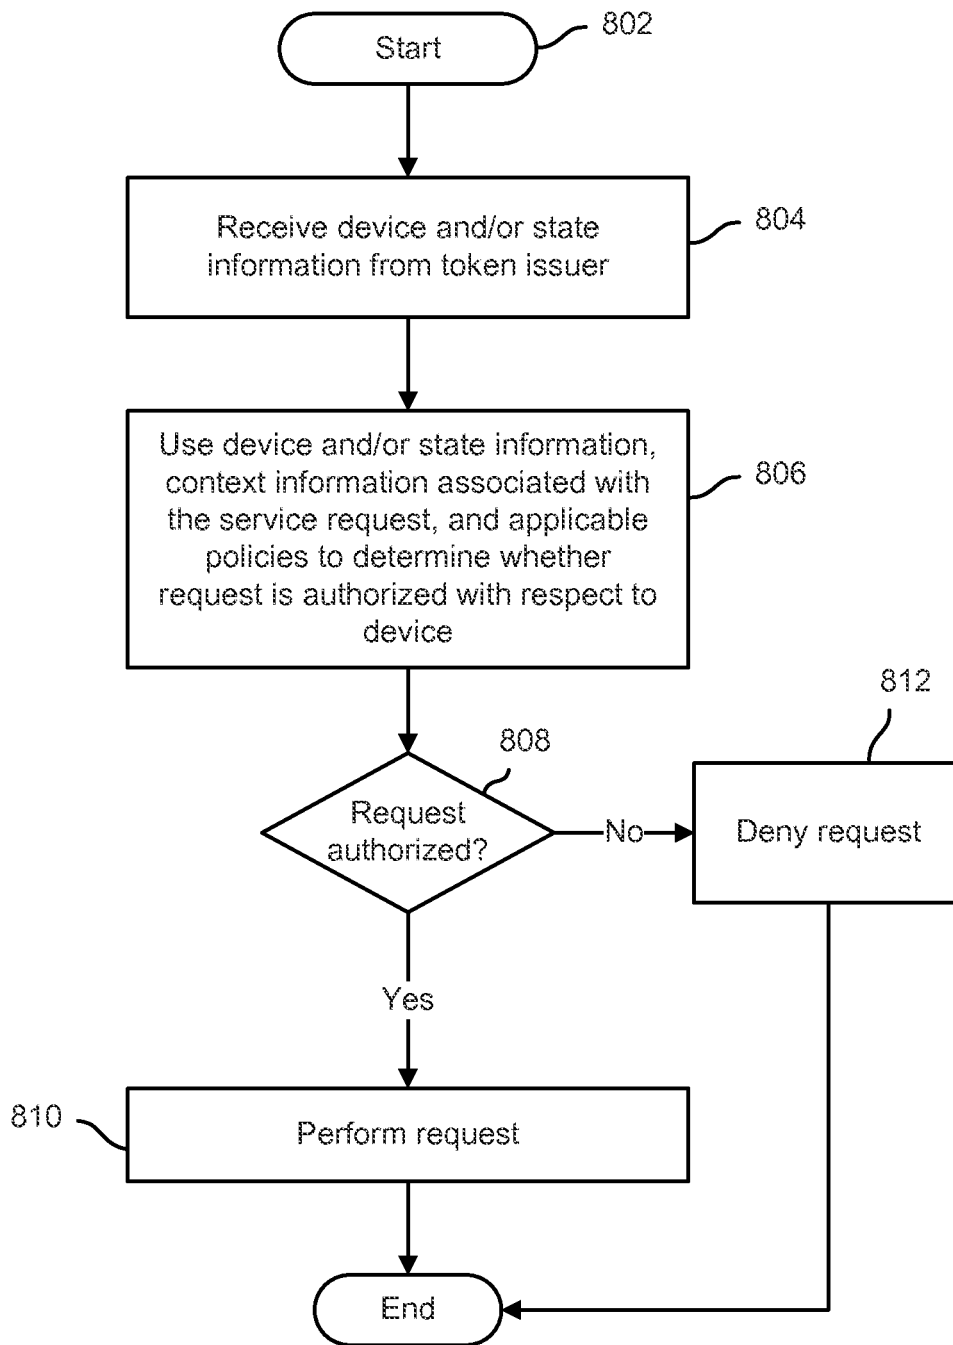 Start
802
Receive device and/or state
information from token issuer
804
Use device and/or state information,
context information associated with
the service request, and applicable
policies to determine whether
request is authorized with respect to
device
806
808
Request
authorized?
No
812
Deny request
Yes
810
Perform request
End